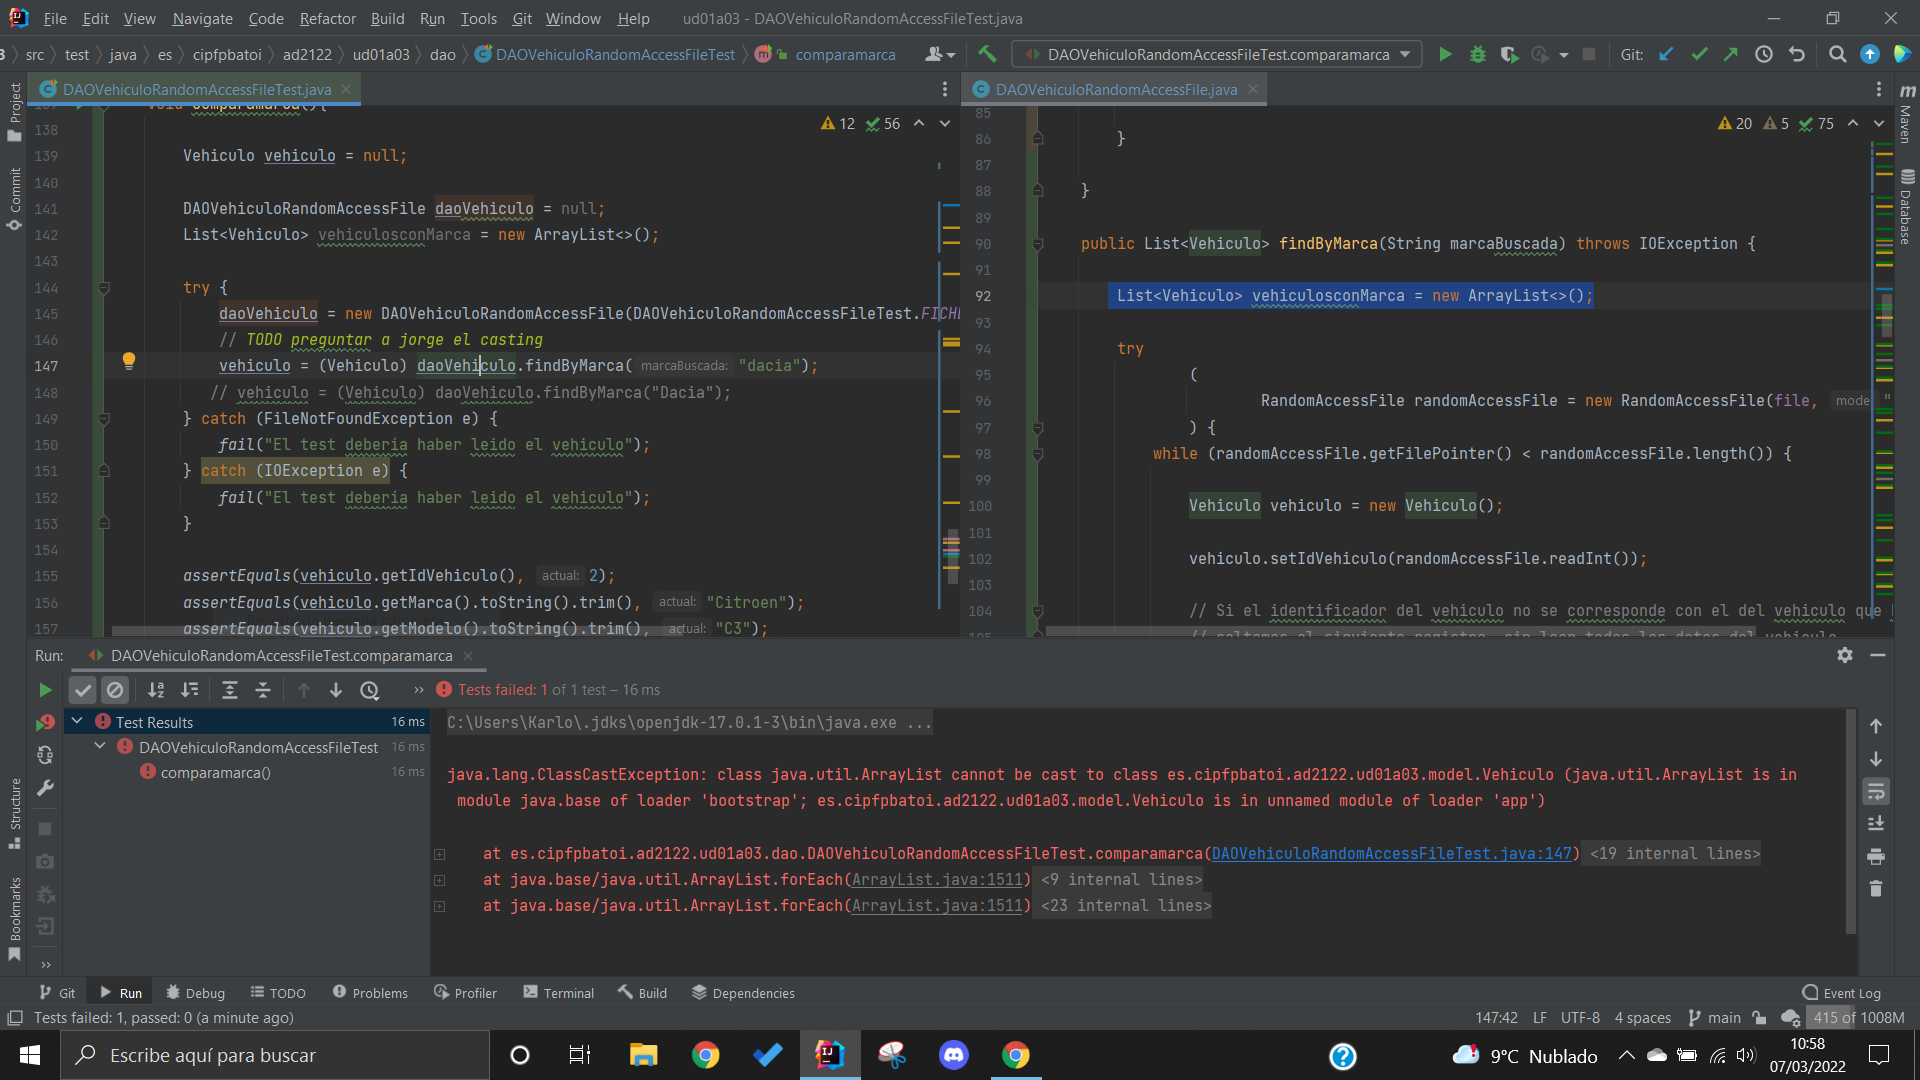 File Edit View Navigate Code Refactor Build Run Tools Git Window Help ud01a03 - DAOVehiculoRandomAccessFileTest.java
src test java es cipfpbatoi ad2122 ud01a03 dao DAOVehiculoRandomAccessFileTest comparamarca DAOVehiculoRandomAccessFileTest.comparamarca Git:
Project
Commit
Structure
Bookmarks
DAOVehiculoRandomAccessFileTest.java
12 56
138
139 Vehiculo vehiculo = null;
140
141 DAOVehiculoRandomAccessFile daoVehiculo = null;
142 List<Vehiculo> vehiculosconMarca = new ArrayList<>();
143
144 try {
145 daoVehiculo = new DAOVehiculoRandomAccessFile(DAOVehiculoRandomAccessFileTest.FICHE
146 // TODO preguntar a jorge el casting
147 vehiculo = (Vehiculo) daoVehiculo.findByMarca( marcaBuscada: "dacia");
148 // vehiculo = (Vehiculo) daoVehiculo.findByMarca("Dacia");
149 } catch (FileNotFoundException e) {
150 fail("El test debería haber leido el vehiculo");
151 } catch (IOException e) {
152 fail("El test debería haber leido el vehiculo");
153 }
154
155 assertEquals(vehiculo.getIdVehiculo(), actual: 2);
156 assertEquals(vehiculo.getMarca().toString().trim(), actual: "Citroen");
157 assertEquals(vehiculo.getModelo().toString().trim(), actual: "C3");
DAOVehiculoRandomAccessFile.java
20 5 75
85
86 }
87
88 }
89
90 public List<Vehiculo> findByMarca(String marcaBuscada) throws IOException {
91
92 List<Vehiculo> vehiculosconMarca = new ArrayList<>();
93
94 try
95 (
96 RandomAccessFile randomAccessFile = new RandomAccessFile(file, mode "
97 ) {
98 while (randomAccessFile.getFilePointer() < randomAccessFile.length()) {
99
100 Vehiculo vehiculo = new Vehiculo();
101
102 vehiculo.setIdVehiculo(randomAccessFile.readInt());
103
104 // Si el identificador del vehiculo no se corresponde con el del vehiculo que
Maven
Database
Run: DAOVehiculoRandomAccessFileTest.comparamarca
Tests failed: 1 of 1 test – 16 ms
Test Results 16 ms
DAOVehiculoRandomAccessFileTest 16 ms
comparamarca() 16 ms
C:\Users\Karlo\.jdks\openjdk-17.0.1-3\bin\java.exe ...
java.lang.ClassCastException: class java.util.ArrayList cannot be cast to class es.cipfpbatoi.ad2122.ud01a03.model.Vehiculo (java.util.ArrayList is in
module java.base of loader 'bootstrap'; es.cipfpbatoi.ad2122.ud01a03.model.Vehiculo is in unnamed module of loader 'app')
at es.cipfpbatoi.ad2122.ud01a03.dao.DAOVehiculoRandomAccessFileTest.comparamarca(DAOVehiculoRandomAccessFileTest.java:147) <19 internal lines>
at java.base/java.util.ArrayList.forEach(ArrayList.java:1511) <9 internal lines>
at java.base/java.util.ArrayList.forEach(ArrayList.java:1511) <23 internal lines>
Git Run Debug TODO Problems Profiler Terminal Build Dependencies Event Log
Tests failed: 1, passed: 0 (a minute ago) 147:42 LF UTF-8 4 spaces main 415 of 1008M
Escribe aquí para buscar
9°C Nublado
10:58
07/03/2022